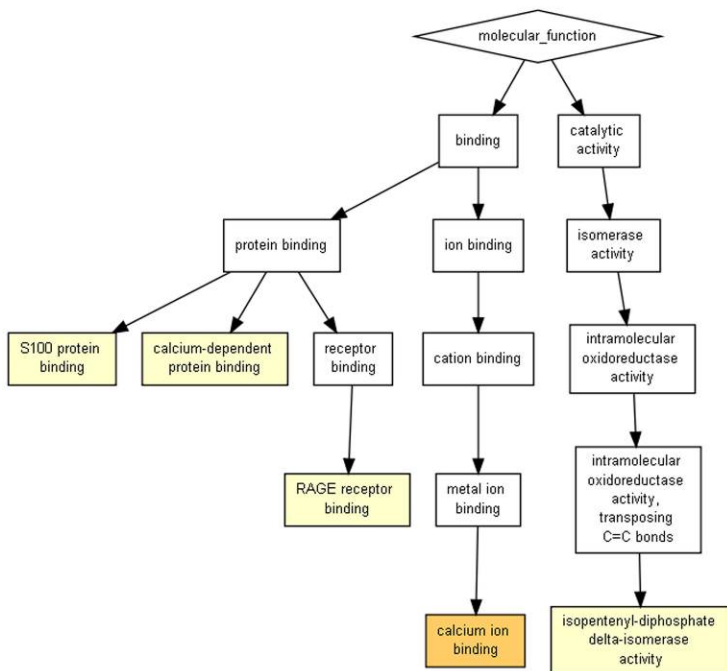 molecular_function
binding
catalytic
activity
protein binding
ion binding
isomerase
activity
S100 protein
binding
calcium-dependent
protein binding
receptor
binding
cation binding
intramolecular
oxidoreductase
activity
RAGE receptor
binding
metal ion
binding
intramolecular
oxidoreductase
activity,
transposing
C=C bonds
calcium ion
binding
isopentenyl-diphosphate
delta-isomerase
activity